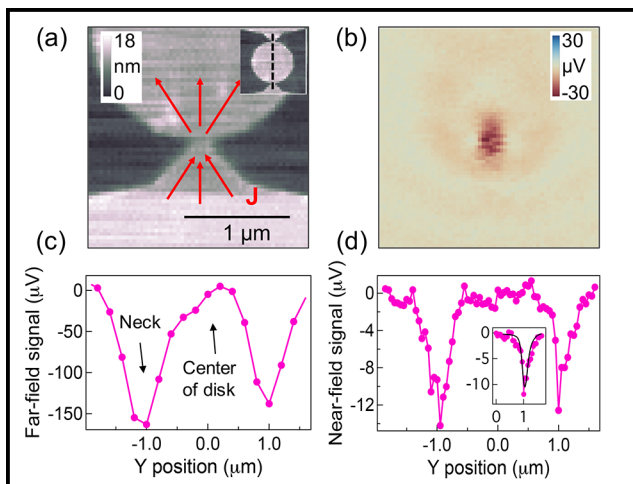 (a)
18
nm
0
J
1 μm
(b)
30
μV
-30
(c)
Far-field signal (μV)
0
-50
-100
-150
Neck
Center
of disk
-1.0
0.0
1.0
Y position (μm)
(d)
Near-field signal (μV)
0
-4
-8
-12
0
-5
-10
0
1
-1.0
0.0
1.0
Y position (μm)